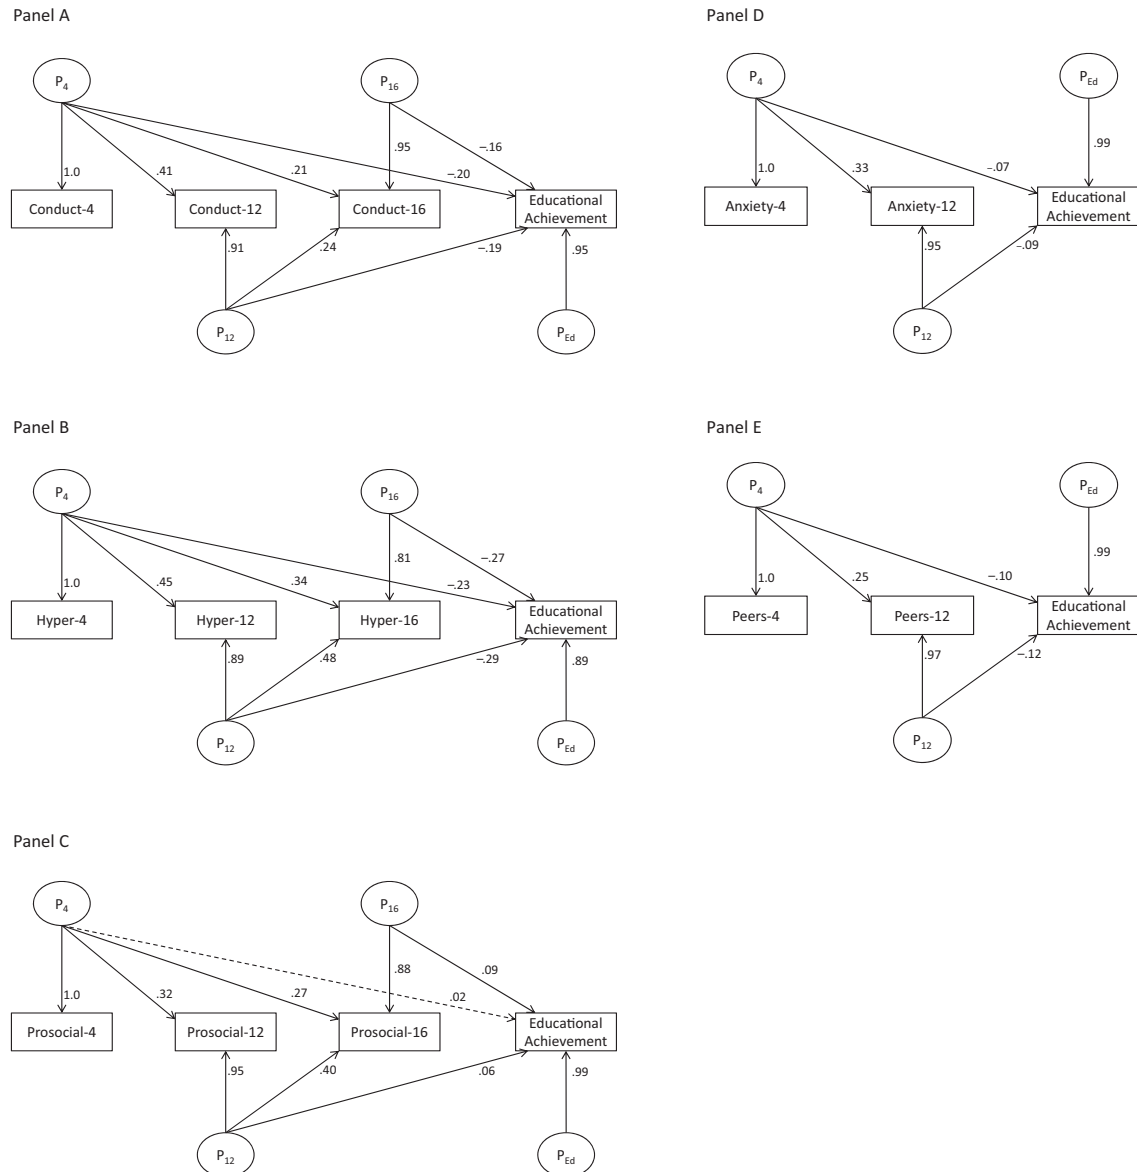 Panel A
P4
P16
1.0
.41
.21
.95
–.20
–.16
Conduct-4
Conduct-12
Conduct-16
Educational
Achievement
.91
.24
–.19
.95
P12
PEd
Panel D
P4
PEd
1.0
.33
–.07
.99
Anxiety-4
Anxiety-12
Educational
Achievement
.95
–.09
P12
Panel B
P4
P16
1.0
.45
.34
.81
–.23
–.27
Hyper-4
Hyper-12
Hyper-16
Educational
Achievement
.89
.48
–.29
.89
P12
PEd
Panel E
P4
PEd
1.0
.25
–.10
.99
Peers-4
Peers-12
Educational
Achievement
.97
–.12
P12
Panel C
P4
P16
1.0
.32
.27
.88
.02
.09
Prosocial-4
Prosocial-12
Prosocial-16
Educational
Achievement
.95
.40
.06
.99
P12
PEd